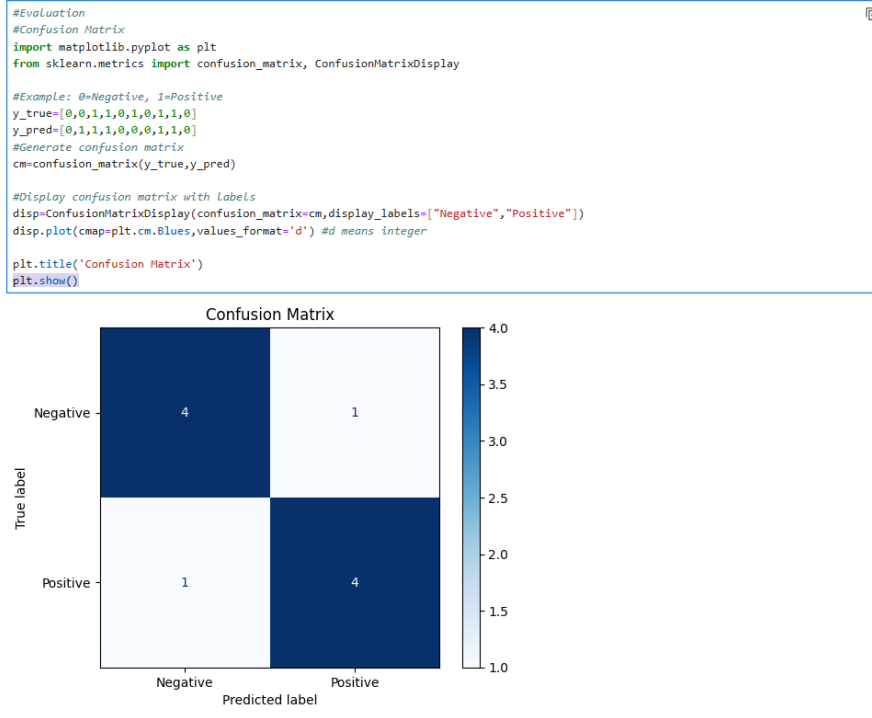 #Evaluation
#Confusion Matrix
import matplotlib.pyplot as plt
from sklearn.metrics import confusion_matrix, ConfusionMatrixDisplay
#Example: 0=Negative, 1=Positive
y_true=[0,0,1,1,0,1,0,1,1,0]
y_pred=[0,1,1,1,0,0,0,1,1,0]
#Generate confusion matrix
cm=confusion_matrix(y_true,y_pred)
#Display confusion matrix with labels
disp=ConfusionMatrixDisplay(confusion_matrix=cm,display_labels=["Negative","Positive"])
disp.plot(cmap=plt.cm.Blues,values_format='d') #d means integer
plt.title('Confusion Matrix')
plt.show()
Confusion Matrix
4.0
3.5
Negative 4 1
3.0
2.5
True label
2.0
Positive 1 4
1.5
1.0
Negative Positive
Predicted label